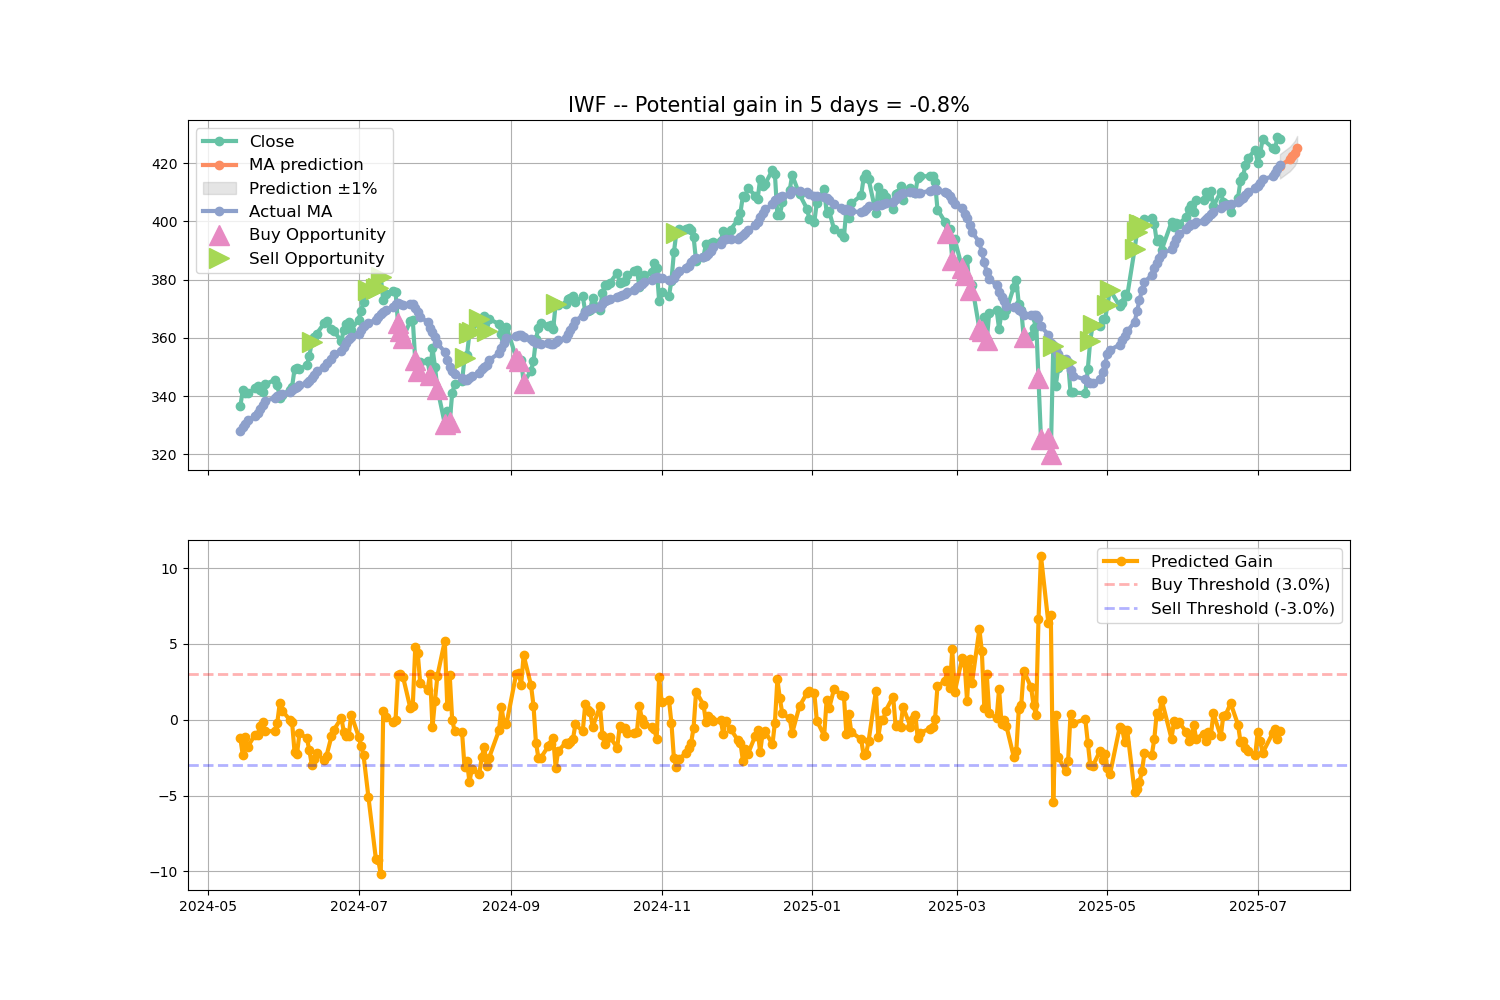 IWF -- Potential gain in 5 days = -0.8%
Close
MA prediction
Prediction ±1%
Actual MA
Buy Opportunity
Sell Opportunity
420
400
380
360
340
320
Predicted Gain
Buy Threshold (3.0%)
Sell Threshold (-3.0%)
10
5
0
−5
−10
2024-05 2024-07 2024-09 2024-11 2025-01 2025-03 2025-05 2025-07